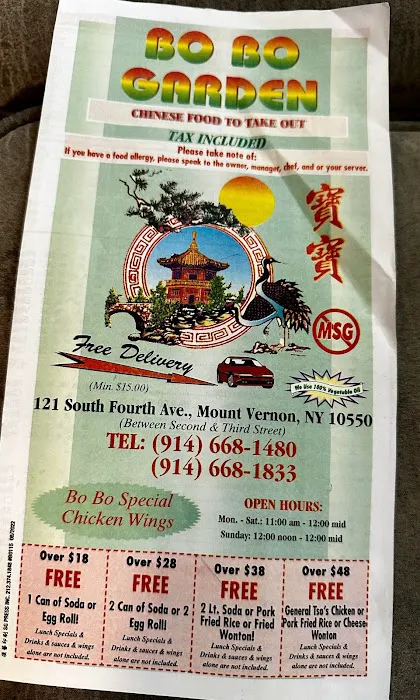 BO BO
GARDEN
CHINESE FOOD TO TAKE OUT
TAX INCLUDED
Please take note of:
If you have a food allergy, please speak to the owner, manager, chef, and or your server.
寶
寶
MSG
Free Delivery
(Min. $15.00)
We Use 100% Vegetable Oil
121 South Fourth Ave., Mount Vernon, NY 10550
(Between Second & Third Street)
TEL: (914) 668-1480
(914) 668-1833
Bo Bo Special
Chicken Wings
OPEN HOURS:
Mon. - Sat.: 11:00 am - 12:00 mid
Sunday: 12:00 noon - 12:00 mid
Over $18
FREE
1 Can of Soda or
Egg Roll!
Lunch Specials &
Drinks & sauces & wings
alone are not included.
Over $28
FREE
2 Can of Soda or 2
Egg Roll!
Lunch Specials &
Drinks & sauces & wings
alone are not included.
Over $38
FREE
2 Lt. Soda or Pork
Fried Rice or Fried
Wonton!
Lunch Specials &
Drinks & sauces & wings
alone are not included.
Over $48
FREE
General Tso's Chicken or
Pork Fried Rice or Cheese
Wonton
Lunch Specials &
Drinks & sauces & wings
alone are not included.
SC PRESS INC. 212.374.1848
06/2022